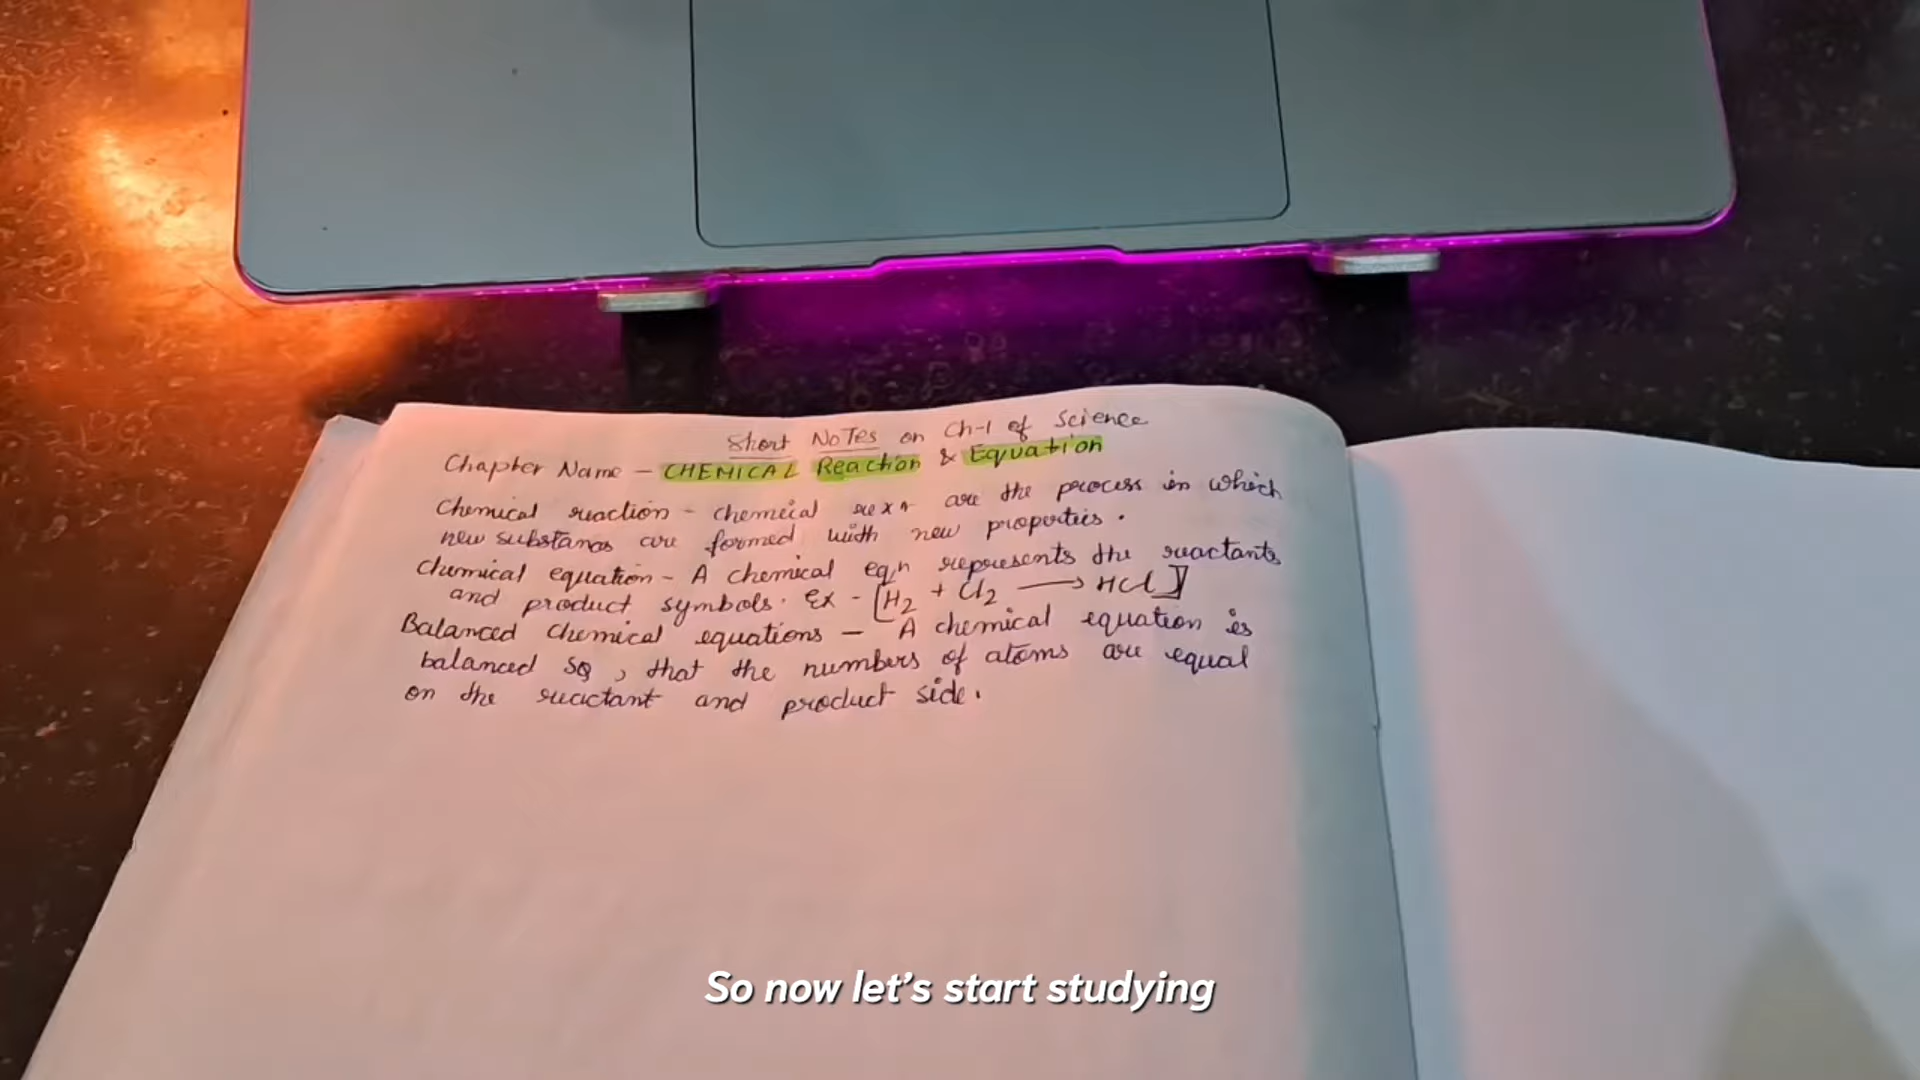 Short NoTes on Ch-1 of Science
Chapter Name - CHEMICAL Reaction & Equation
Chemical reaction - chemical rexn are the process in which
new substances are formed with new properties.
Chemical equation - A chemical eqn represents the reactants
and product symbols. Ex - [H₂ + Cl₂ ⟶ HCl]
Balanced chemical equations - A chemical equation is
balanced so, that the numbers of atoms are equal
on the reactant and product side.
So now let's start studying